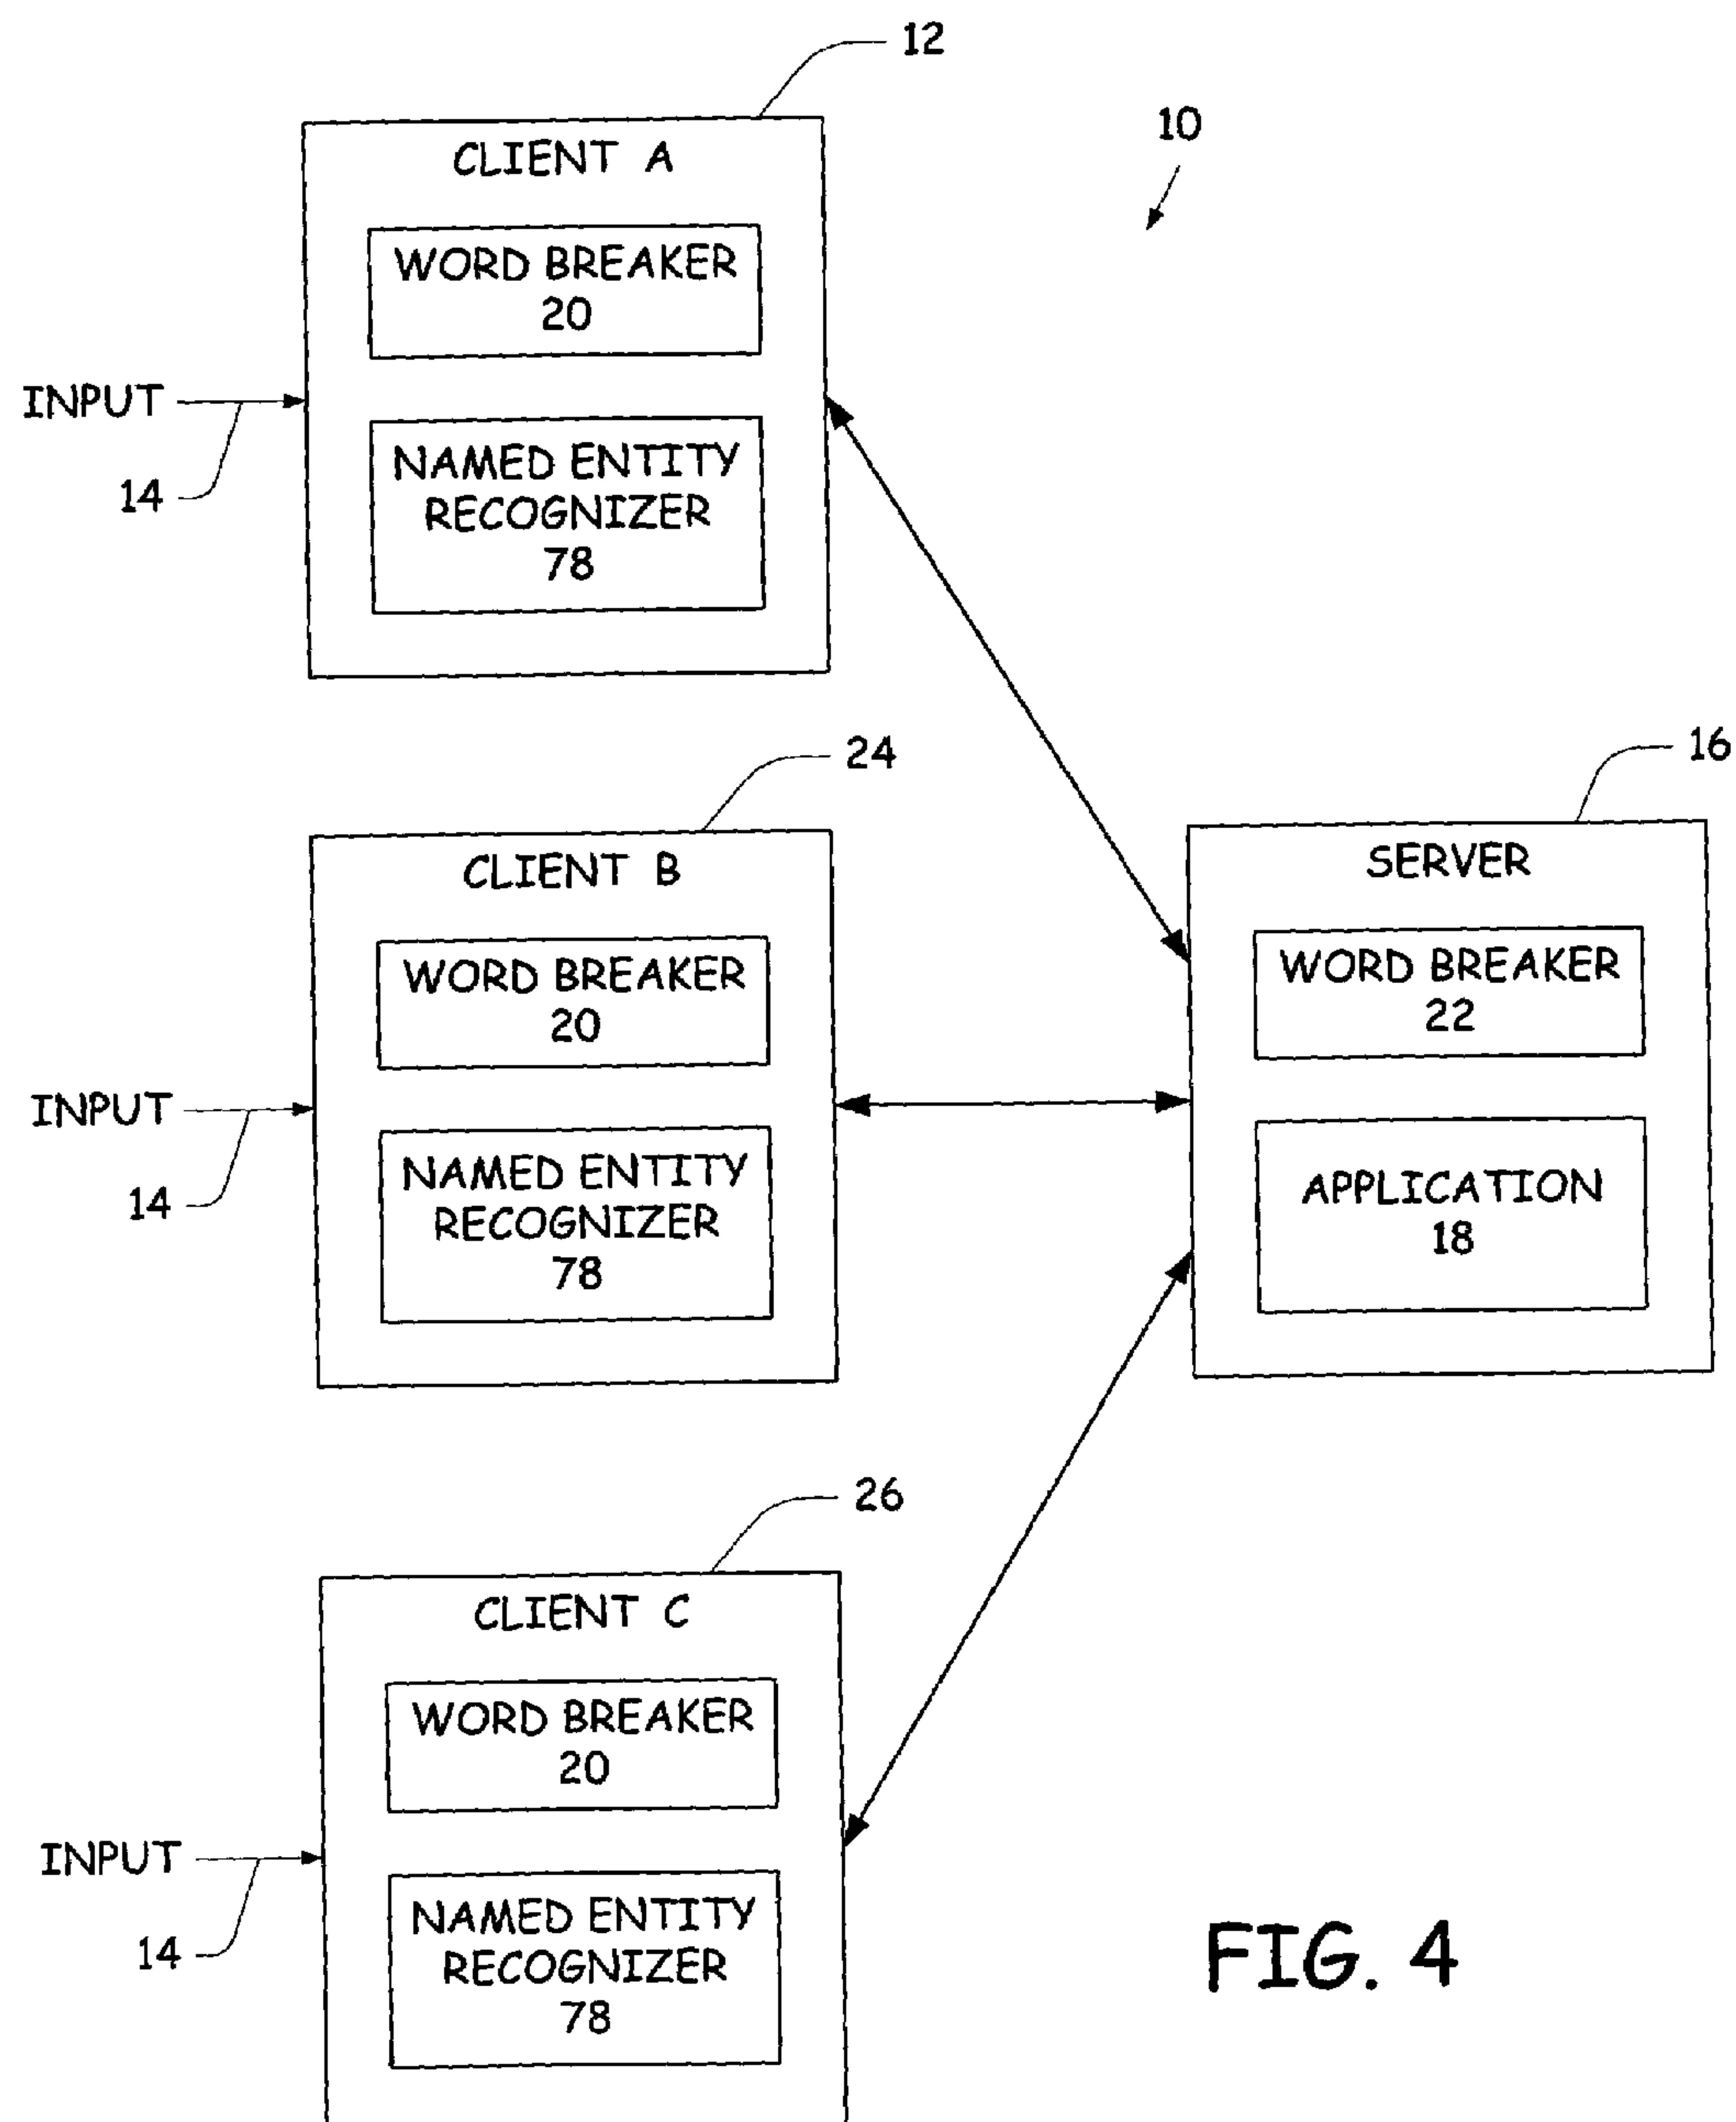 12
10
CLIENT A
WORD BREAKER
20
INPUT
14
NAMED ENTITY
RECOGNIZER
78
24
16
CLIENT B
SERVER
WORD BREAKER
20
WORD BREAKER
22
INPUT
14
NAMED ENTITY
RECOGNIZER
78
APPLICATION
18
26
CLIENT C
WORD BREAKER
20
INPUT
14
NAMED ENTITY
RECOGNIZER
78
FIG. 4